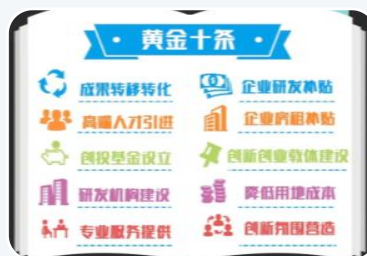 · 黄金十条 ·
成果转移转化 企业研发补贴
高端人才引进 企业房租补贴
创投基金设立 创新创业载体建设
研发机构建设 降低用地成本
专业服务提供 创新氛围营造